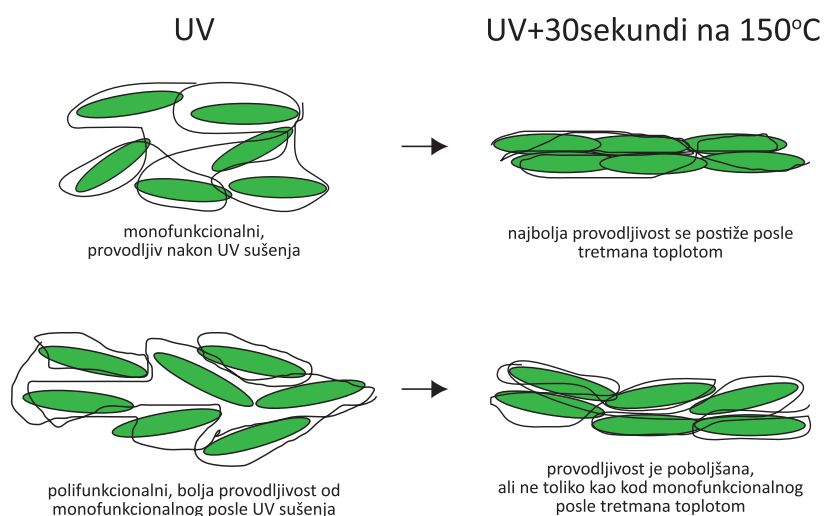 UV
UV+30sekundi na 150°C
monofunkcionalni,
provodljiv nakon UV sušenja
najbolja provodljivost se postiže posle
tretmana toplotom
polifunkcionalni, bolja provodljivost od
monofunkcionalnog posle UV sušenja
provodljivost je poboljšana,
ali ne toliko kao kod monofunkcionalnog
posle tretmana toplotom